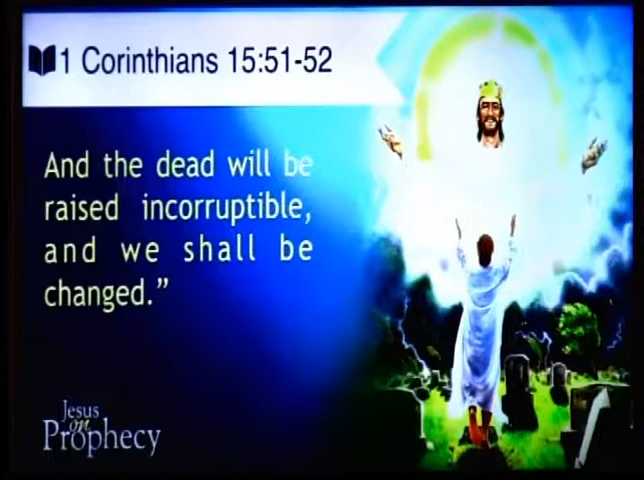 1 Corinthians 15:51-52
And the dead will be
raised incorruptible,
and we shall be
changed.”
Jesus
on
Prophecy